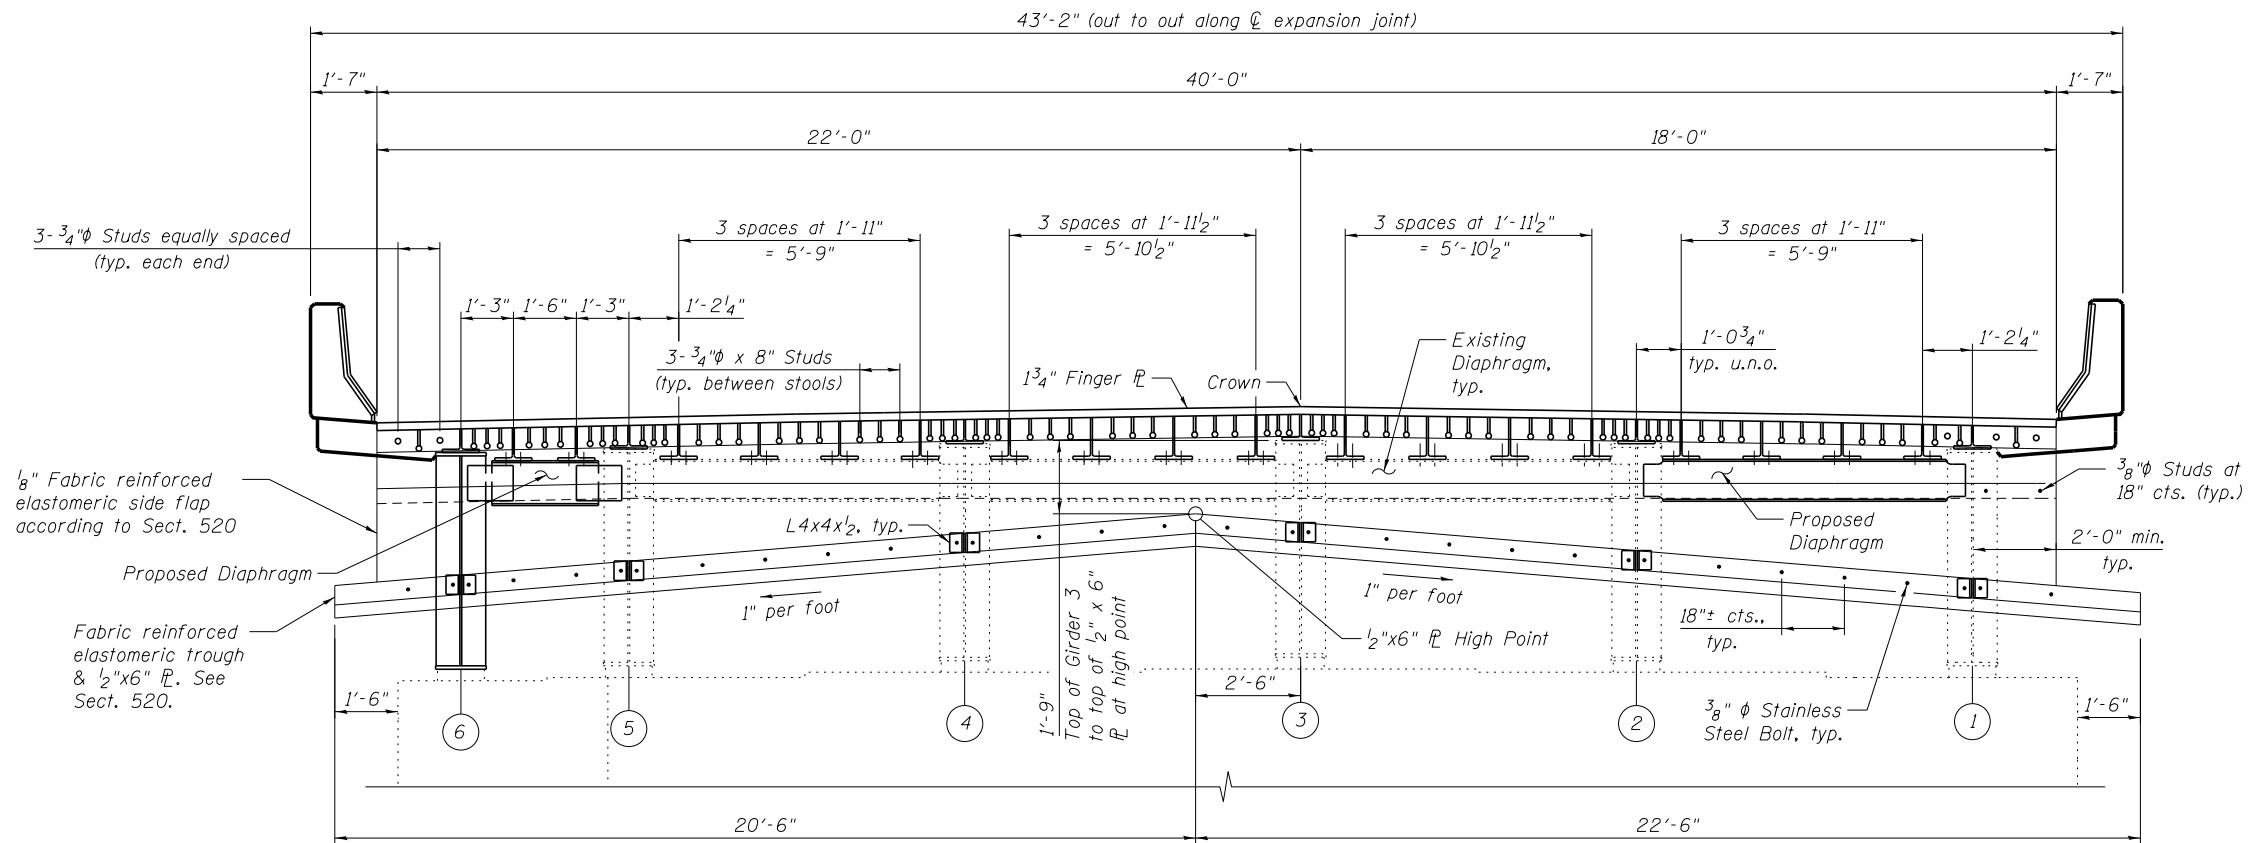 43'-2" (out to out along ℄ expansion joint)
1'-7"
40'-0"
1'-7"
22'-0"
18'-0"
3-3/4"ϕ Studs equally spaced
(typ. each end)
3 spaces at 1'-11"
= 5'-9"
3 spaces at 1'-11 1/2"
= 5'-10 1/2"
3 spaces at 1'-11 1/2"
= 5'-10 1/2"
3 spaces at 1'-11"
= 5'-9"
1'-3"
1'-6"
1'-3"
1'-2 1/4"
3-3/4"ϕ x 8" Studs
(typ. between stools)
1 3/4" Finger PL
Crown
Existing
Diaphragm,
typ.
1'-0 3/4"
typ. u.n.o.
1'-2 1/4"
1/8" Fabric reinforced
elastomeric side flap
according to Sect. 520
3/8"ϕ Studs at
18" cts. (typ.)
L4x4x1/2, typ.
Proposed
Diaphragm
2'-0" min.
typ.
Proposed Diaphragm
1" per foot
1" per foot
18"± cts.,
typ.
Fabric reinforced
elastomeric trough
& 1/2"x6" PL. See
Sect. 520.
1/2"x6" PL High Point
1'-9"
Top of Girder 3
to top of 1/2" x 6"
PL at high point
1'-6"
2'-6"
3/8" ϕ Stainless
Steel Bolt, typ.
1'-6"
6
5
4
3
2
1
20'-6"
22'-6"